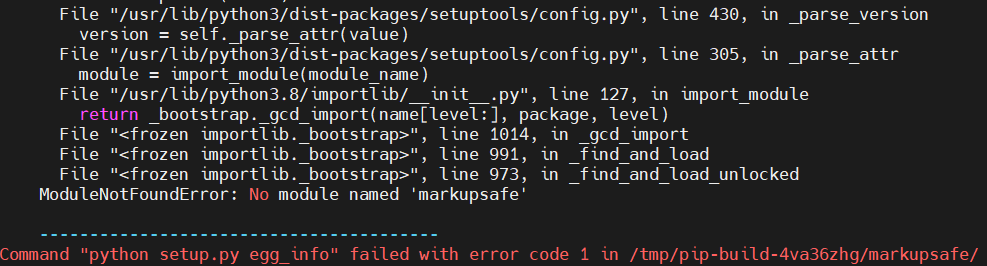 File "/usr/lib/python3/dist-packages/setuptools/config.py", line 430, in _parse_version
version = self._parse_attr(value)
File "/usr/lib/python3/dist-packages/setuptools/config.py", line 305, in _parse_attr
module = import_module(module_name)
File "/usr/lib/python3.8/importlib/__init__.py", line 127, in import_module
return _bootstrap._gcd_import(name[level:], package, level)
File "<frozen importlib._bootstrap>", line 1014, in _gcd_import
File "<frozen importlib._bootstrap>", line 991, in _find_and_load
File "<frozen importlib._bootstrap>", line 973, in _find_and_load_unlocked
ModuleNotFoundError: No module named 'markupsafe'
----------------------------------------
Command "python setup.py egg_info" failed with error code 1 in /tmp/pip-build-4va36zhg/markupsafe/